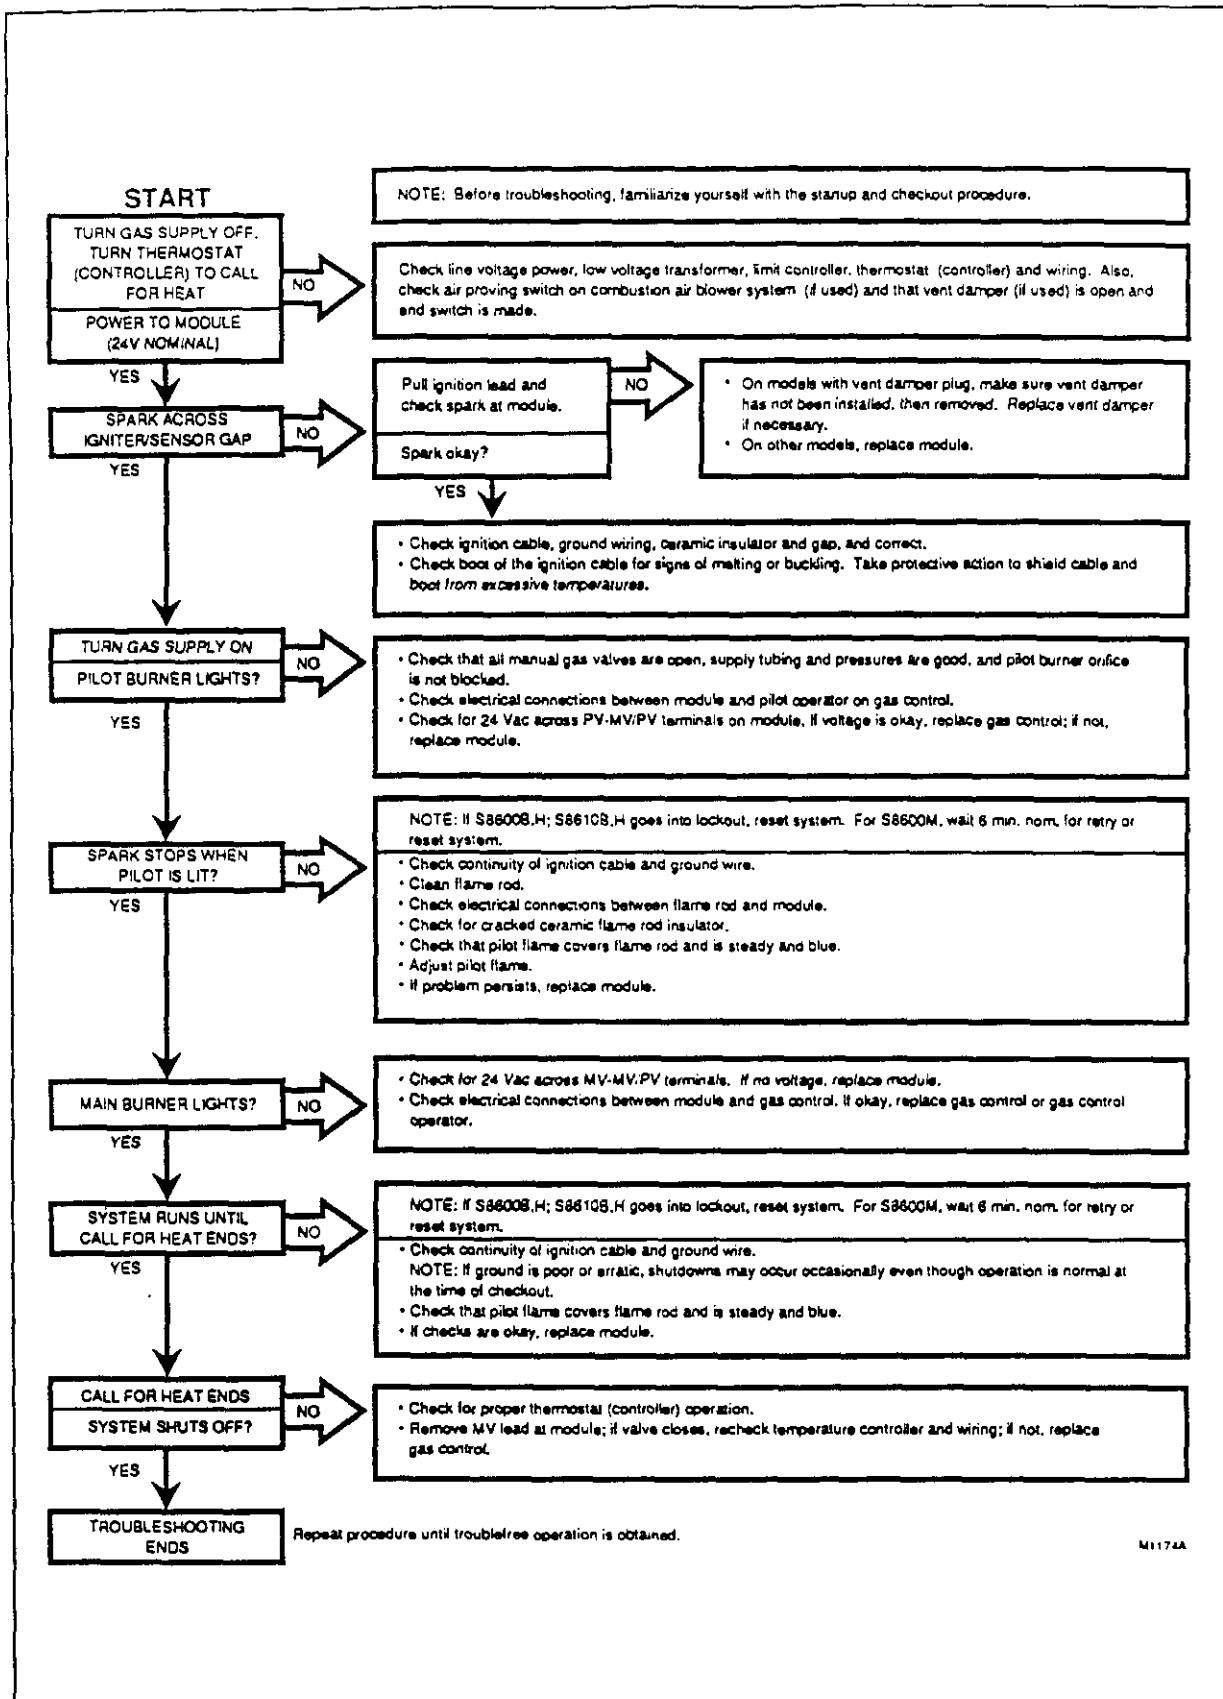 START
NOTE: Before troubleshooting, familiarize yourself with the startup and checkout procedure.
TURN GAS SUPPLY OFF.
TURN THERMOSTAT
(CONTROLLER) TO CALL
FOR HEAT
POWER TO MODULE
(24V NOMINAL)
NO
Check line voltage power, low voltage transformer, limit controller, thermostat (controller) and wiring. Also,
check air proving switch on combustion air blower system (if used) and that vent damper (if used) is open and
end switch is made.
YES
SPARK ACROSS
IGNITER/SENSOR GAP
NO
Pull ignition lead and
check spark at module.
Spark okay?
NO
• On models with vent damper plug, make sure vent damper
has not been installed, then removed. Replace vent damper
if necessary.
• On other models, replace module.
YES
YES
• Check ignition cable, ground wiring, ceramic insulator and gap, and correct.
• Check boot of the ignition cable for signs of melting or buckling. Take protective action to shield cable and
boot from excessive temperatures.
TURN GAS SUPPLY ON
PILOT BURNER LIGHTS?
NO
• Check that all manual gas valves are open, supply tubing and pressures are good, and pilot burner orifice
is not blocked.
• Check electrical connections between module and pilot operator on gas control.
• Check for 24 Vac across PV-MV/PV terminals on module. If voltage is okay, replace gas control; if not,
replace module.
YES
SPARK STOPS WHEN
PILOT IS LIT?
NO
NOTE: If S8600B,H; S8610B,H goes into lockout, reset system. For S8600M, wait 6 min. nom. for retry or
reset system.
• Check continuity of ignition cable and ground wire.
• Clean flame rod.
• Check electrical connections between flame rod and module.
• Check for cracked ceramic flame rod insulator.
• Check that pilot flame covers flame rod and is steady and blue.
• Adjust pilot flame.
• If problem persists, replace module.
YES
MAIN BURNER LIGHTS?
NO
• Check for 24 Vac across MV-MV/PV terminals. If no voltage, replace module.
• Check electrical connections between module and gas control. If okay, replace gas control or gas control
operator.
YES
SYSTEM RUNS UNTIL
CALL FOR HEAT ENDS?
NO
NOTE: If S8600B,H; S8610B,H goes into lockout, reset system. For S8600M, wait 6 min. nom. for retry or
reset system.
• Check continuity of ignition cable and ground wire.
NOTE: If ground is poor or erratic, shutdowns may occur occasionally even though operation is normal at
the time of checkout.
• Check that pilot flame covers flame rod and is steady and blue.
• If checks are okay, replace module.
YES
CALL FOR HEAT ENDS
SYSTEM SHUTS OFF?
NO
• Check for proper thermostat (controller) operation.
• Remove MV lead at module; if valve closes, recheck temperature controller and wiring; if not, replace
gas control.
YES
TROUBLESHOOTING
ENDS
Repeat procedure until troublefree operation is obtained.
M1174A